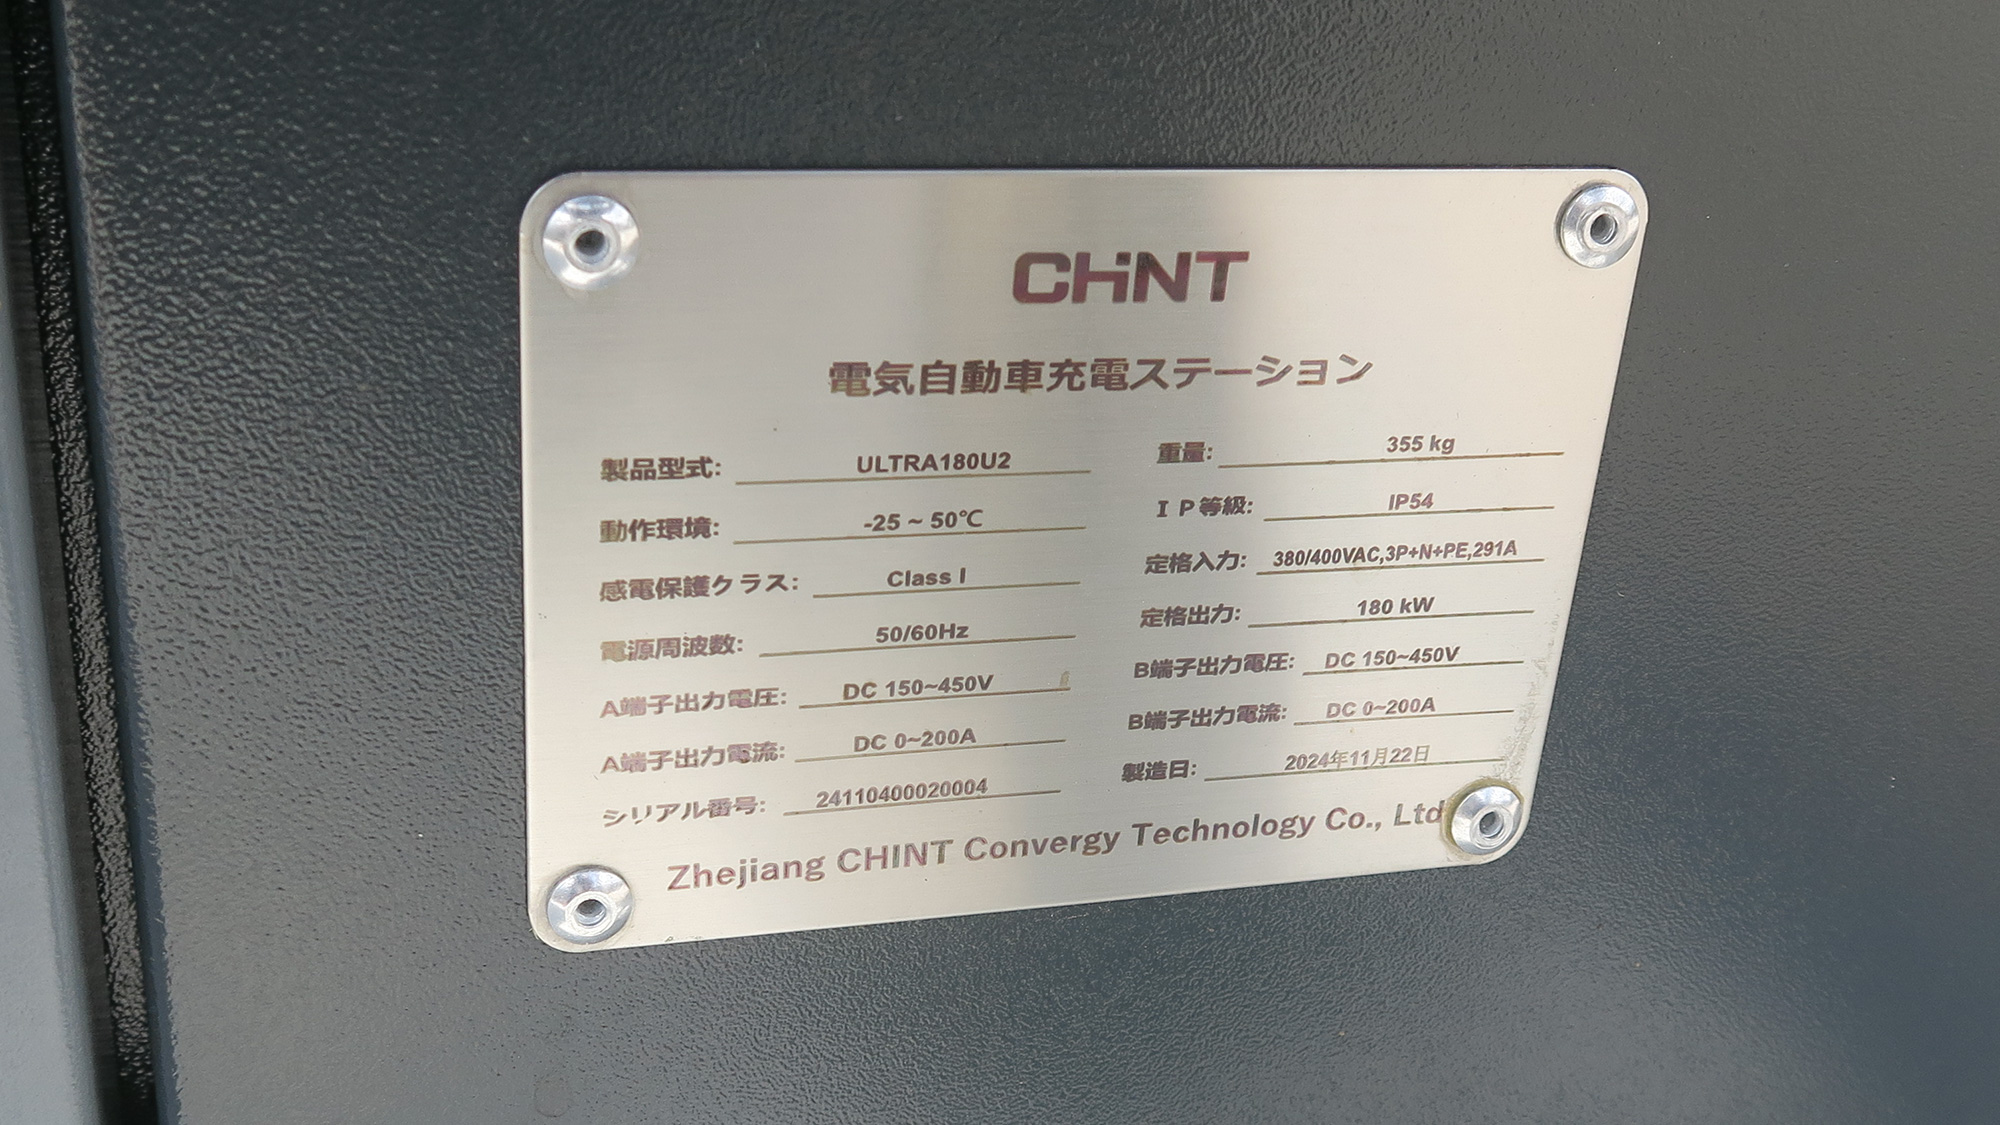 CHiNT
電気自動車充電ステーション
製品型式: ULTRA180U2
動作環境: -25 ~ 50℃
感電保護クラス: Class I
電源周波数: 50/60Hz
A端子出力電圧: DC 150~450V
A端子出力電流: DC 0~200A
シリアル番号: 24110400020004
重量: 355 kg
ＩＰ等級: IP54
定格入力: 380/400VAC,3P+N+PE,291A
定格出力: 180 kW
B端子出力電圧: DC 150~450V
B端子出力電流: DC 0~200A
製造日: 2024年11月22日
Zhejiang CHINT Convergy Technology Co., Ltd